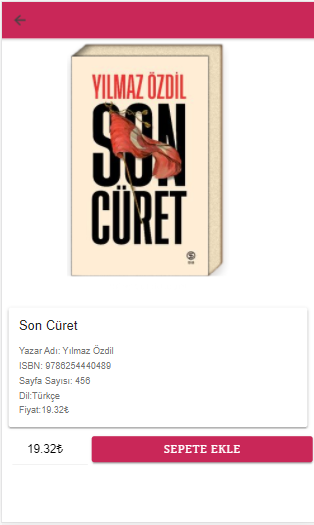 YILMAZ ÖZDİL
SON
CÜRET
Son Cüret
Yazar Adı: Yılmaz Özdil
ISBN: 9786254440489
Sayfa Sayısı: 456
Dil:Türkçe
Fiyat:19.32₺
19.32₺
SEPETE EKLE